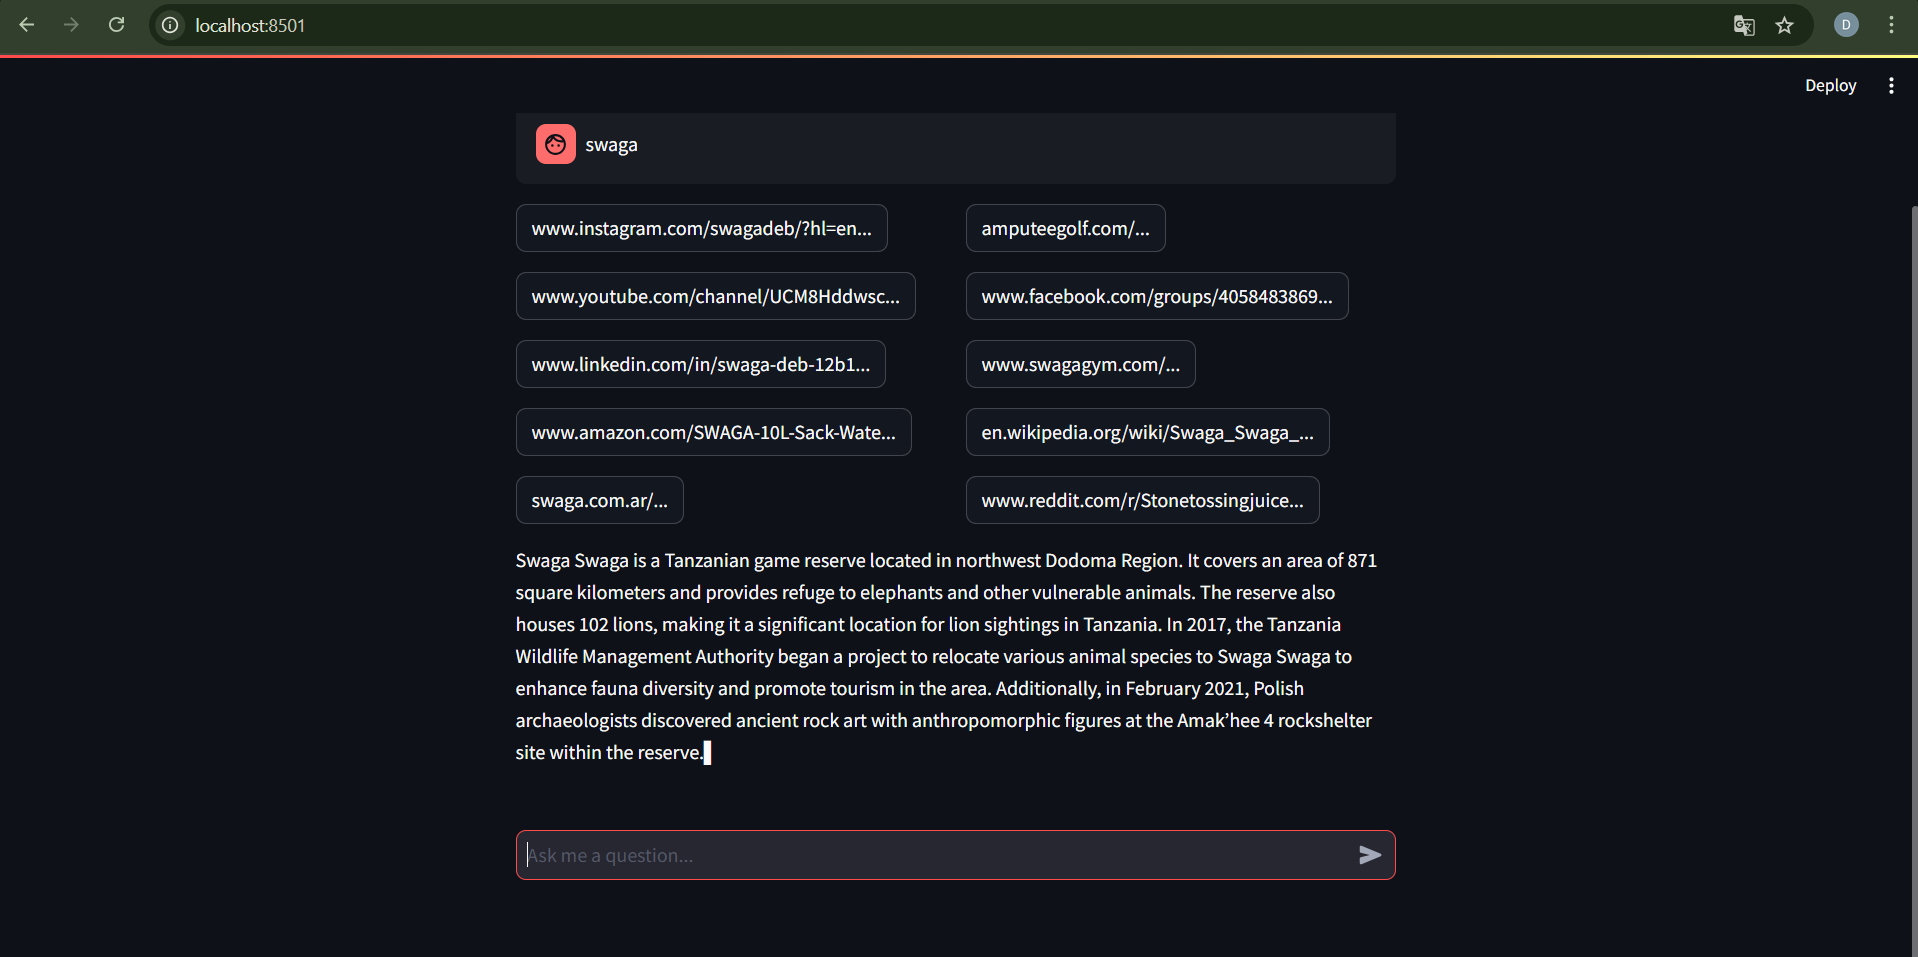 localhost:8501
D
Deploy
swaga
www.instagram.com/swagadeb/?hl=en...
amputeegolf.com/...
www.youtube.com/channel/UCM8Hddwsc...
www.facebook.com/groups/4058483869...
www.linkedin.com/in/swaga-deb-12b1...
www.swagagym.com/...
www.amazon.com/SWAGA-10L-Sack-Wate...
en.wikipedia.org/wiki/Swaga_Swaga_...
swaga.com.ar/...
www.reddit.com/r/Stonetossingjuice...
Swaga Swaga is a Tanzanian game reserve located in northwest Dodoma Region. It covers an area of 871
square kilometers and provides refuge to elephants and other vulnerable animals. The reserve also
houses 102 lions, making it a significant location for lion sightings in Tanzania. In 2017, the Tanzania
Wildlife Management Authority began a project to relocate various animal species to Swaga Swaga to
enhance fauna diversity and promote tourism in the area. Additionally, in February 2021, Polish
archaeologists discovered ancient rock art with anthropomorphic figures at the Amak’hee 4 rockshelter
site within the reserve.
Ask me a question...